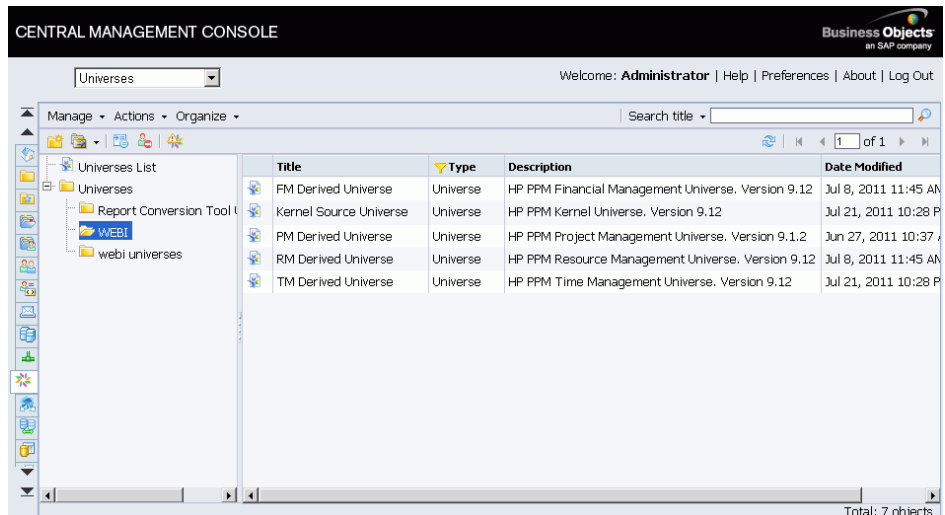 CENTRAL MANAGEMENT CONSOLE
Business Objects
an SAP company
Universes
Welcome: Administrator | Help | Preferences | About | Log Out
Manage Actions Organize
Search title
1 of 1
Universes List
Universes
Report Conversion Tool
WEBI
webi universes
Title Type Description Date Modified
FM Derived Universe Universe HP PPM Financial Management Universe. Version 9.12 Jul 8, 2011 11:45 AM
Kernel Source Universe Universe HP PPM Kernel Universe. Version 9.12 Jul 21, 2011 10:28 P
PM Derived Universe Universe HP PPM Project Management Universe. Version 9.1.2 Jun 27, 2011 10:37
RM Derived Universe Universe HP PPM Resource Management Universe. Version 9.12 Jul 8, 2011 11:45 AM
TM Derived Universe Universe HP PPM Time Management Universe. Version 9.12 Jul 21, 2011 10:28 P
Total: 7 objects